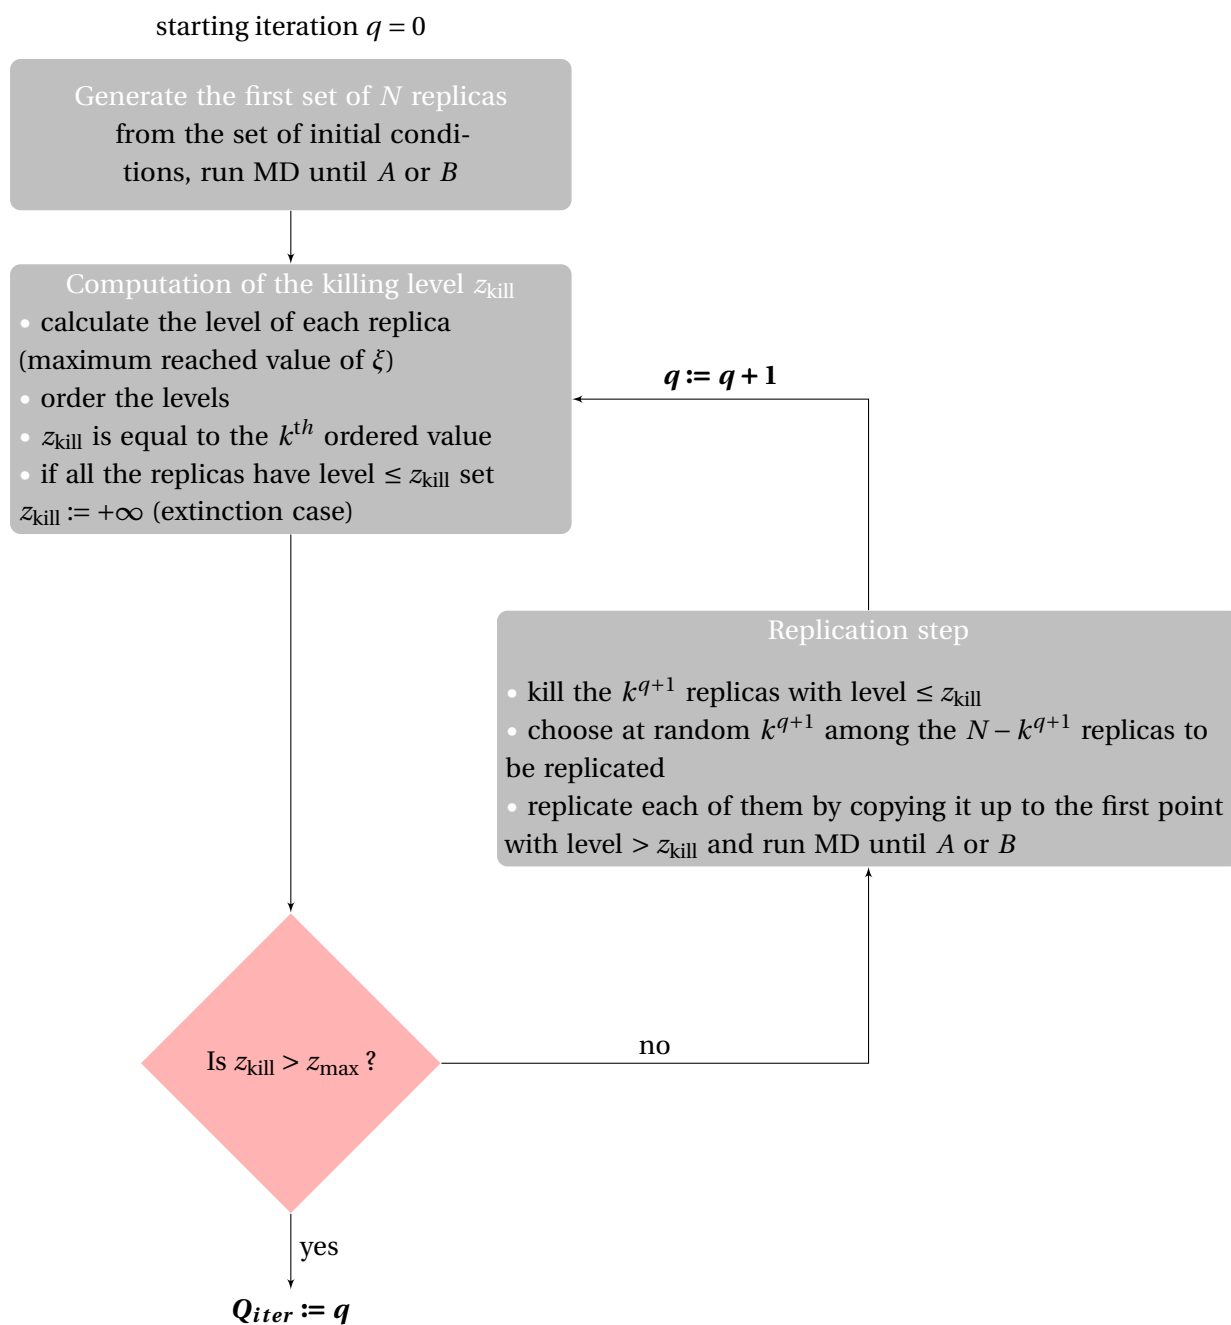 starting iteration q = 0
Generate the first set of N replicas
from the set of initial condi-
tions, run MD until A or B
Computation of the killing level z_kill
• calculate the level of each replica
(maximum reached value of ξ)
• order the levels
• z_kill is equal to the k^th ordered value
• if all the replicas have level ≤ z_kill set
z_kill := +∞ (extinction case)
q := q + 1
Replication step
• kill the k^{q+1} replicas with level ≤ z_kill
• choose at random k^{q+1} among the N − k^{q+1} replicas to
be replicated
• replicate each of them by copying it up to the first point
with level > z_kill and run MD until A or B
Is z_kill > z_max ?
no
yes
Q_iter := q